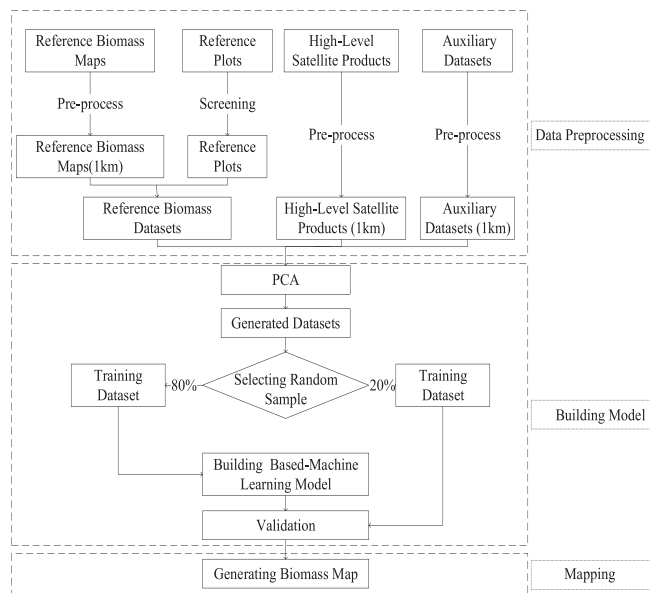 Reference Biomass
Maps
Reference
Plots
High-Level
Satellite Products
Auxiliary
Datasets
Pre-process
Screening
Pre-process
Pre-process
Data Preprocessing
Reference Biomass
Maps(1km)
Reference
Plots
Reference Biomass
Datasets
High-Level Satellite
Products (1km)
Auxiliary
Datasets (1km)
PCA
Generated Datasets
Training
Dataset
80%
Selecting Random
Sample
20%
Training
Dataset
Building Model
Building Based-Machine
Learning Model
Validation
Generating Biomass Map
Mapping